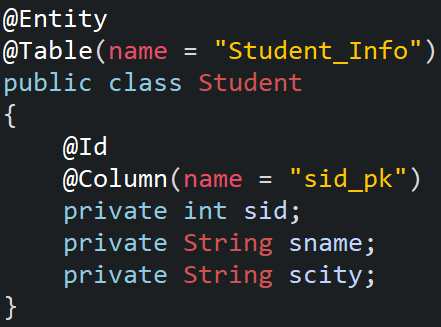 @Entity
@Table(name = "Student_Info")
public class Student
{
    @Id
    @Column(name = "sid_pk")
    private int sid;
    private String sname;
    private String scity;
}